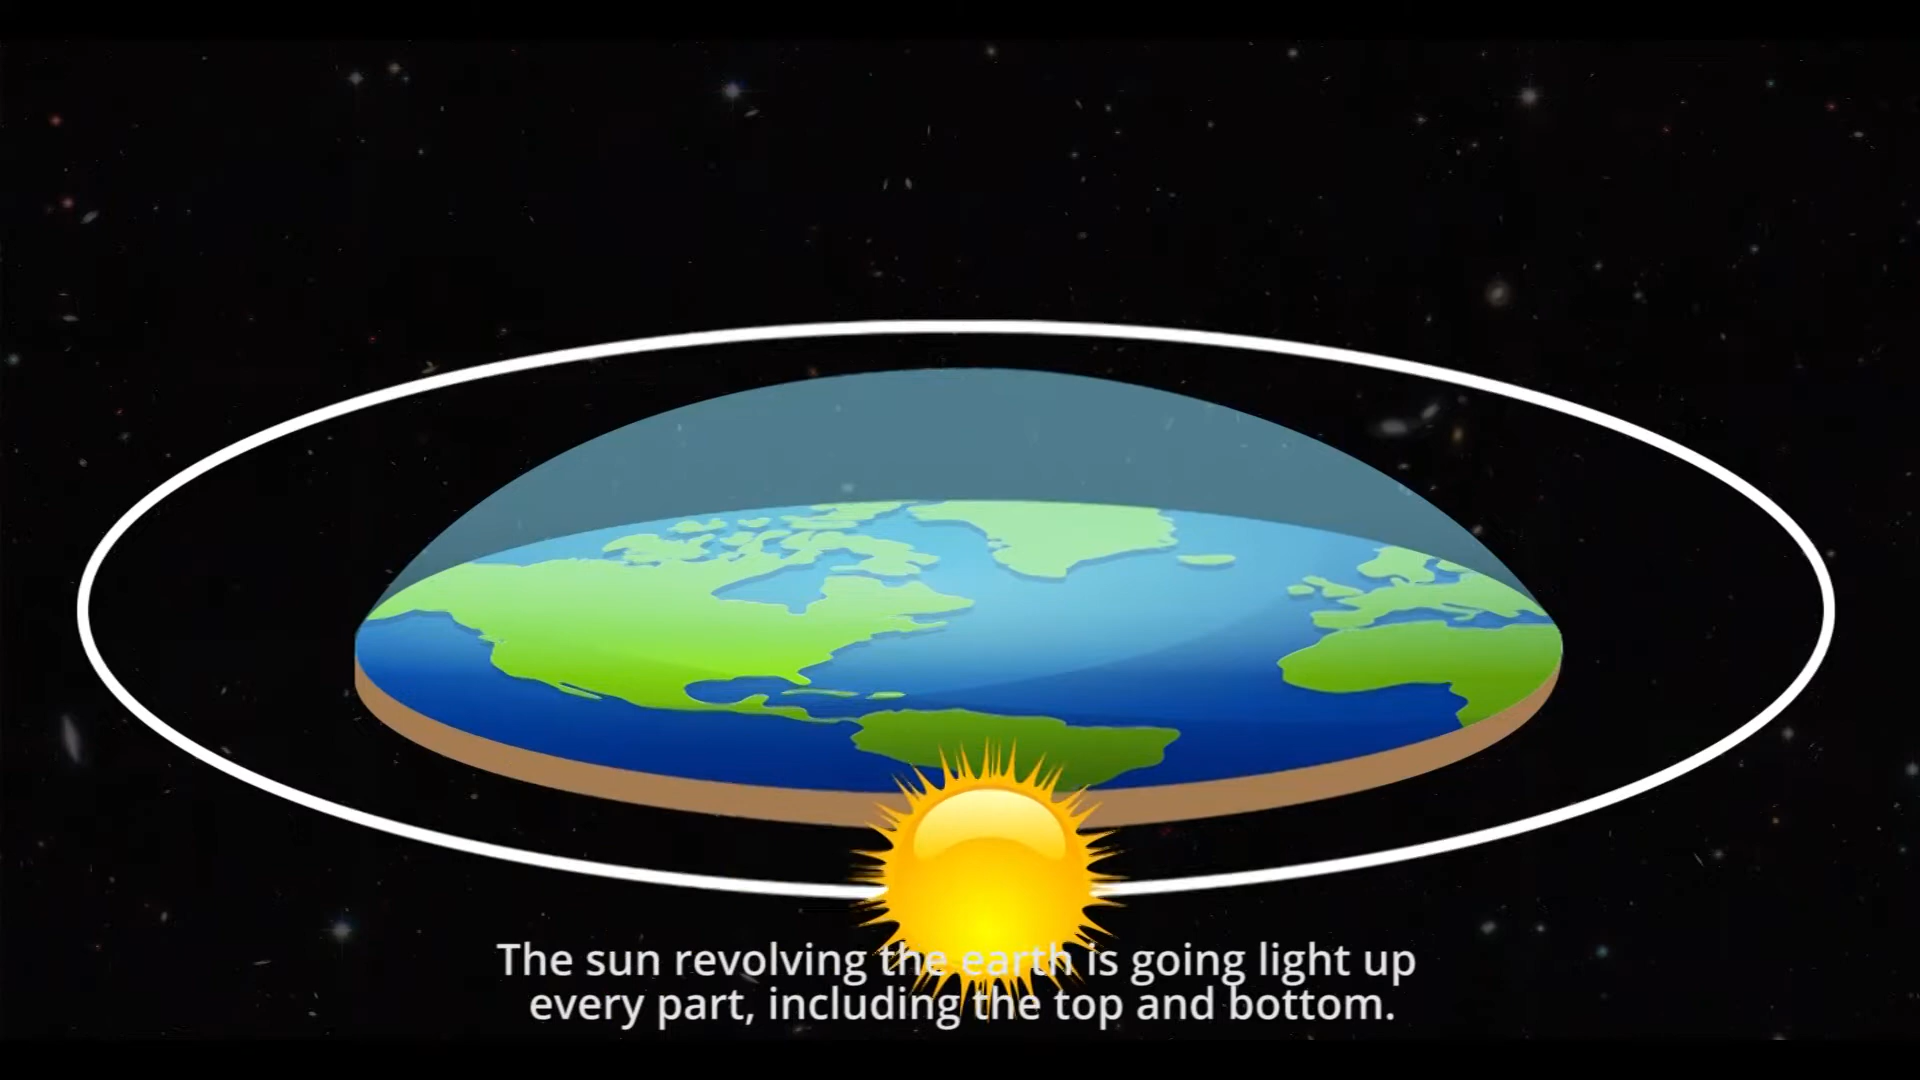 The sun revolving the earth is going light up
every part, including the top and bottom.